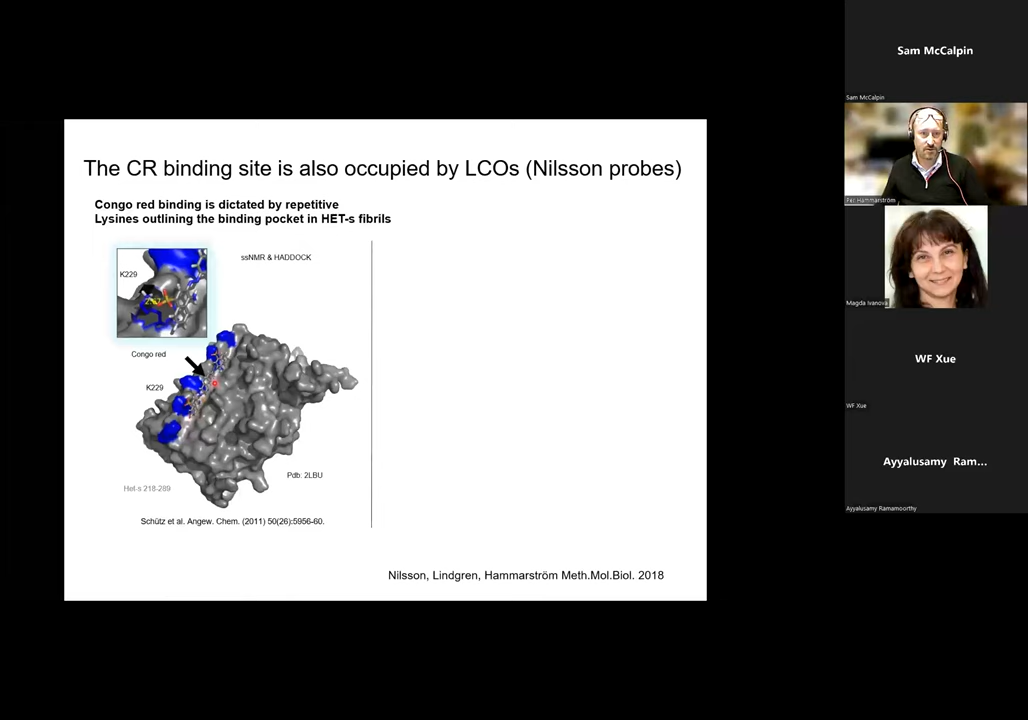 The CR binding site is also occupied by LCOs (Nilsson probes)
Congo red binding is dictated by repetitive
Lysines outlining the binding pocket in HET-s fibrils
ssNMR & HADDOCK
K229
Congo red
K229
Pdb: 2LBU
Het-s 218-289
Schütz et al. Angew. Chem. (2011) 50(26):5956-60.
Nilsson, Lindgren, Hammarström Meth.Mol.Biol. 2018
Sam McCalpin
Sam McCalpin
Per Hammarström
Magda Ivanova
WF Xue
WF Xue
Ayyalusamy Ram...
Ayyalusamy Ramamoorthy